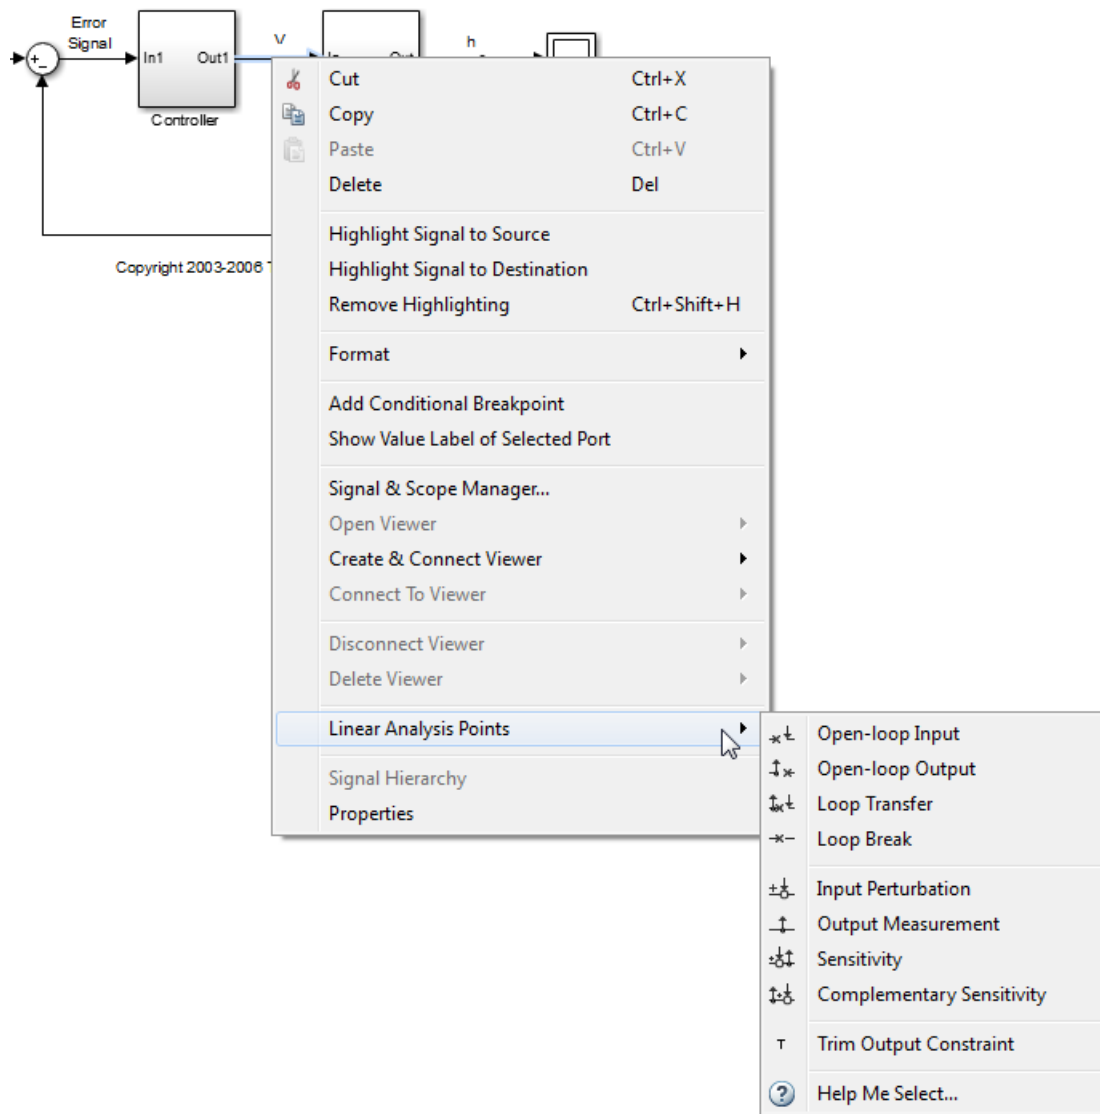 Error
Signal
In1
Out1
V
h
Controller
Copyright 2003-2006
Cut Ctrl+X
Copy Ctrl+C
Paste Ctrl+V
Delete Del
Highlight Signal to Source
Highlight Signal to Destination
Remove Highlighting Ctrl+Shift+H
Format
Add Conditional Breakpoint
Show Value Label of Selected Port
Signal & Scope Manager...
Open Viewer
Create & Connect Viewer
Connect To Viewer
Disconnect Viewer
Delete Viewer
Linear Analysis Points
Signal Hierarchy
Properties
Open-loop Input
Open-loop Output
Loop Transfer
Loop Break
Input Perturbation
Output Measurement
Sensitivity
Complementary Sensitivity
T Trim Output Constraint
? Help Me Select...